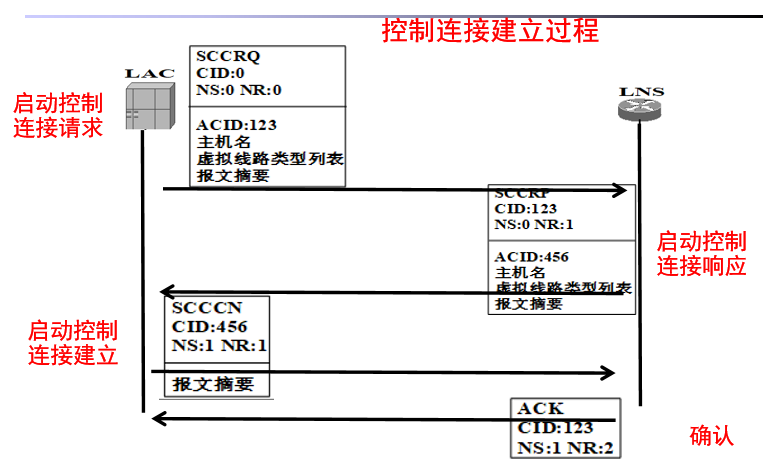 控制连接建立过程
SCCRQ
CID:0
NS:0 NR:0
LAC
LNS
启动控制
连接请求
ACID:123
主机名
虚拟线路类型列表
报文摘要
SCCRP
CID:123
NS:0 NR:1
启动控制
连接响应
ACID:456
主机名
虚拟线路类型列表
报文摘要
SCCCN
CID:456
NS:1 NR:1
启动控制
连接建立
报文摘要
ACK
CID:123
NS:1 NR:2
确认